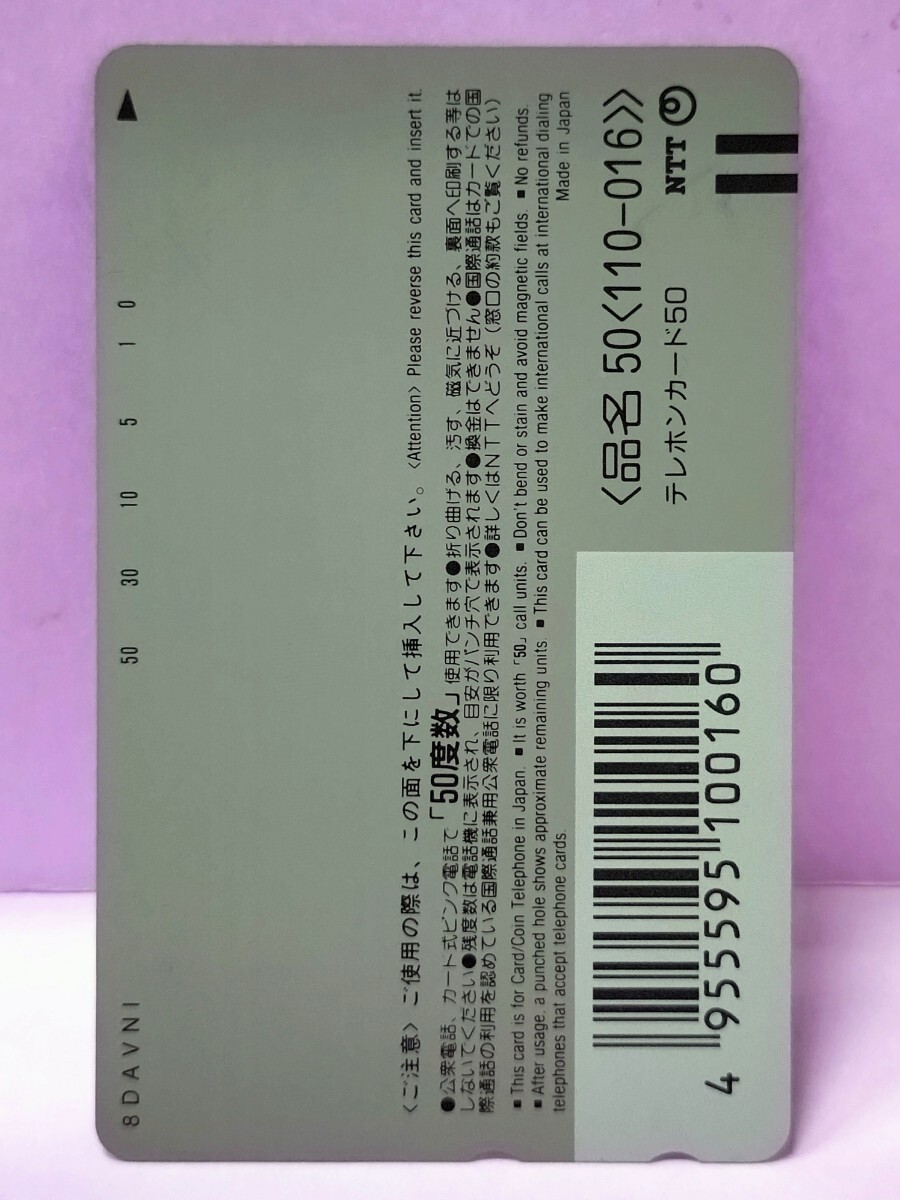 8DAVNI
50 30 10 5 1 0
〈ご注意〉ご使用の際は、この面を下にして挿入して下さい。〈Attention〉Please reverse this card and insert it.
●公衆電話、カード式ピンク電話で「50度数」使用できます●折り曲げる、汚す、磁気に近づける、裏面へ印刷する等は
しないでください●残度数は電話機に表示され、目安がパンチ穴で表示されます●換金はできません●国際通話はカードでの国
際通話の利用を認めている国際通話兼用公衆電話に限り利用できます●詳しくはNTTへどうぞ（窓口の約款もご覧ください）
■ This card is for Card/Coin Telephone in Japan. ■ It is worth「50」call units. ■ Don't bend or stain and avoid magnetic fields. ■ No refunds.
■ After usage, a punched hole shows approximate remaining units. ■ This card can be used to make international calls at international dialing
telephones that accept telephone cards. Made in Japan
〈品名 50〈110-016〉〉
テレホンカード50 NTT
4 955595 100160